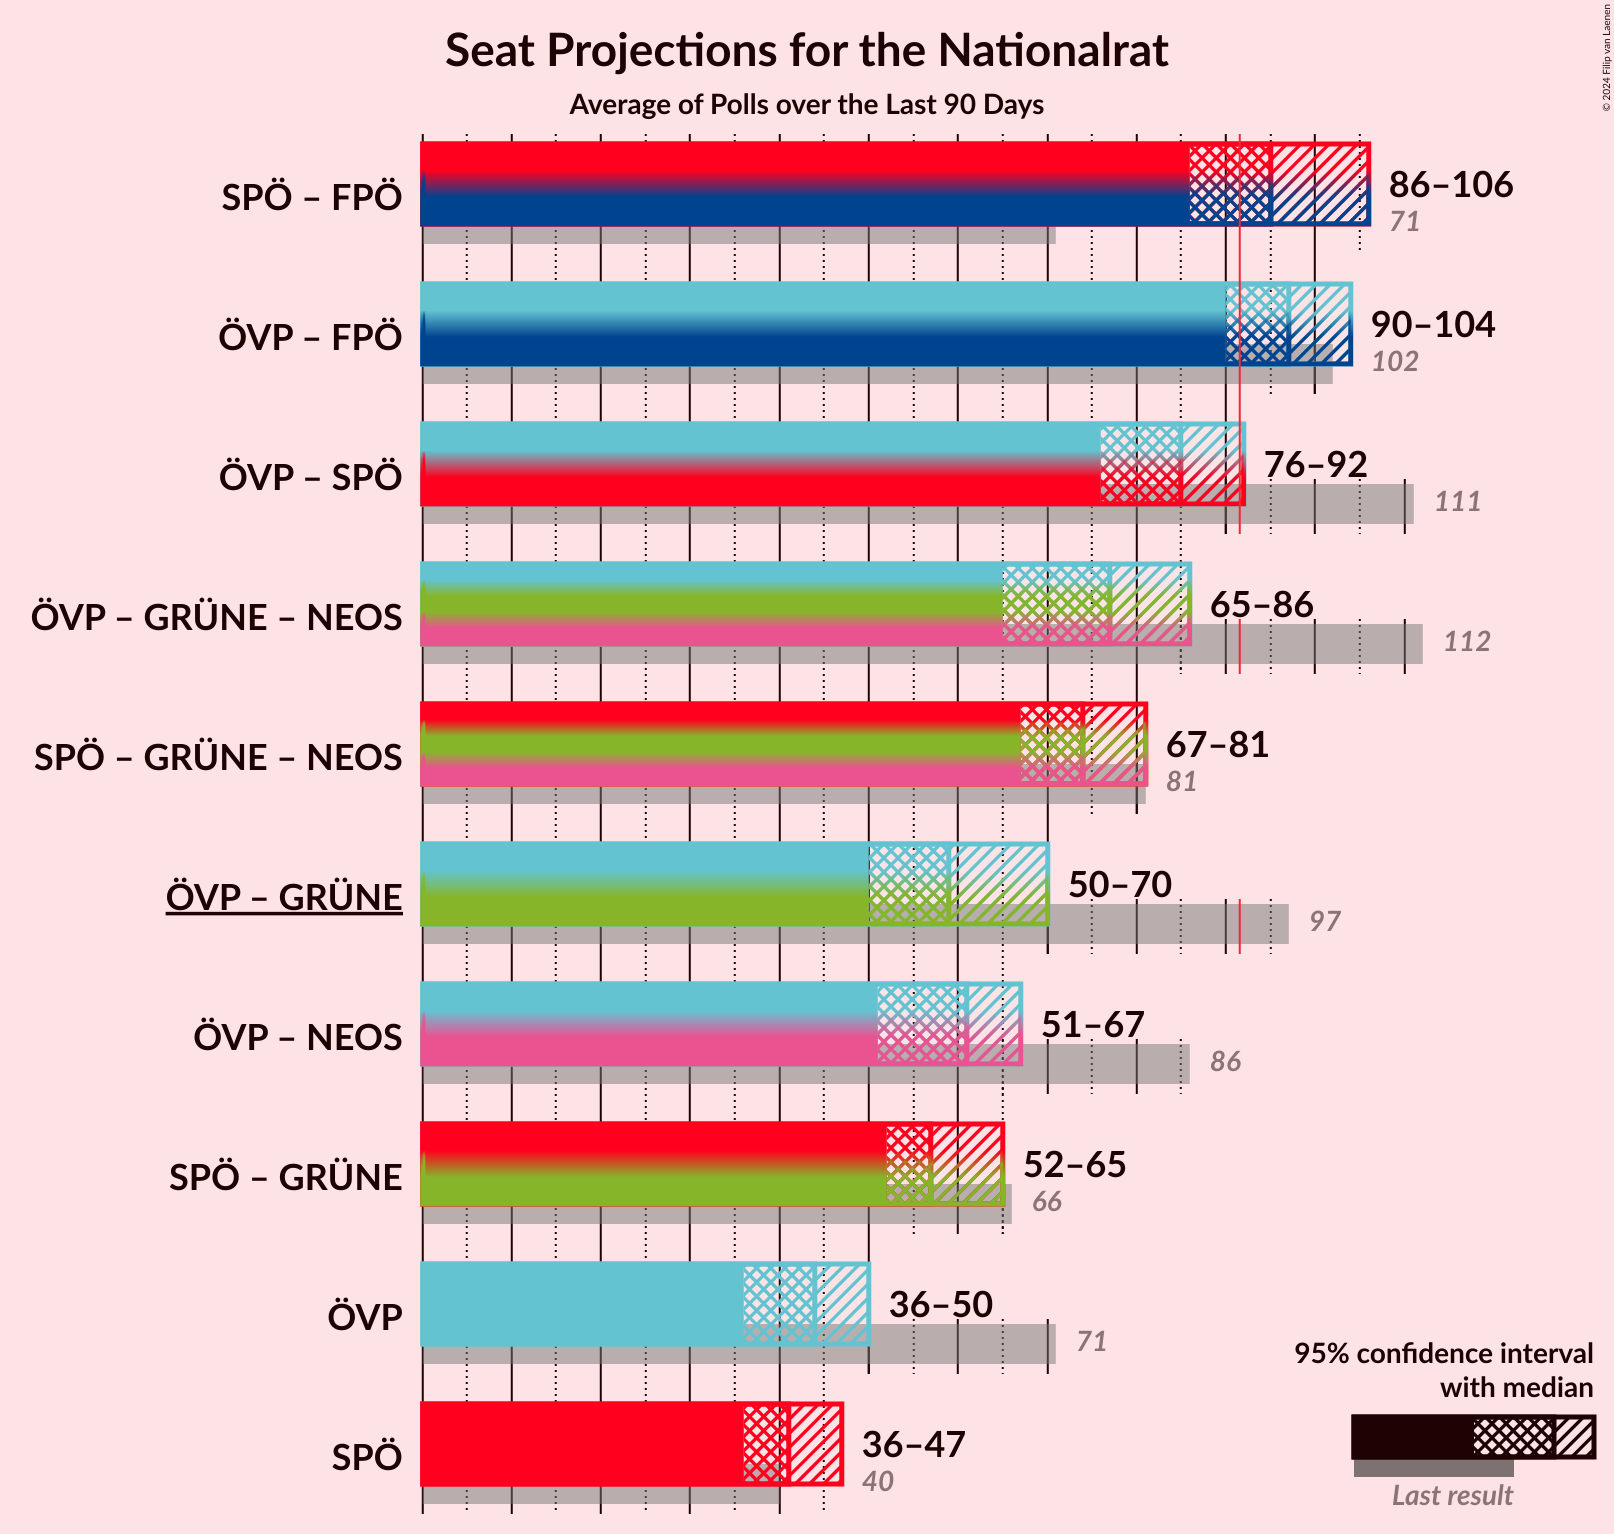 Seat Projections for the Nationalrat
Average of Polls over the Last 90 Days
© 2024 Filip van Laenen
SPÖ – FPÖ
86–106
71
ÖVP – FPÖ
90–104
102
ÖVP – SPÖ
76–92
111
ÖVP – GRÜNE – NEOS
65–86
112
SPÖ – GRÜNE – NEOS
67–81
81
ÖVP – GRÜNE
50–70
97
ÖVP – NEOS
51–67
86
SPÖ – GRÜNE
52–65
66
ÖVP
36–50
71
SPÖ
36–47
40
95% confidence interval
with median
Last result